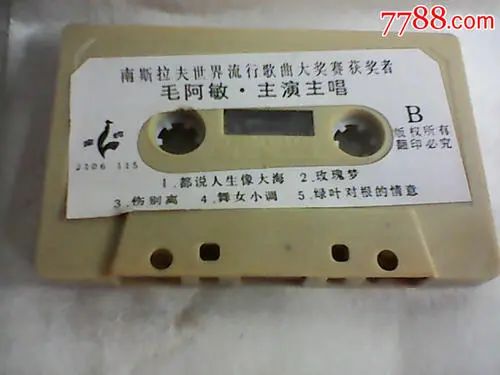 7788.com
南斯拉夫世界流行歌曲大奖赛获奖者
毛阿敏·主演主唱
B
版权所有
翻印必究
2106 115
1.都说人生像大海 2.玫瑰梦
3.伤别离 4.舞女小调 5.绿叶对根的情意